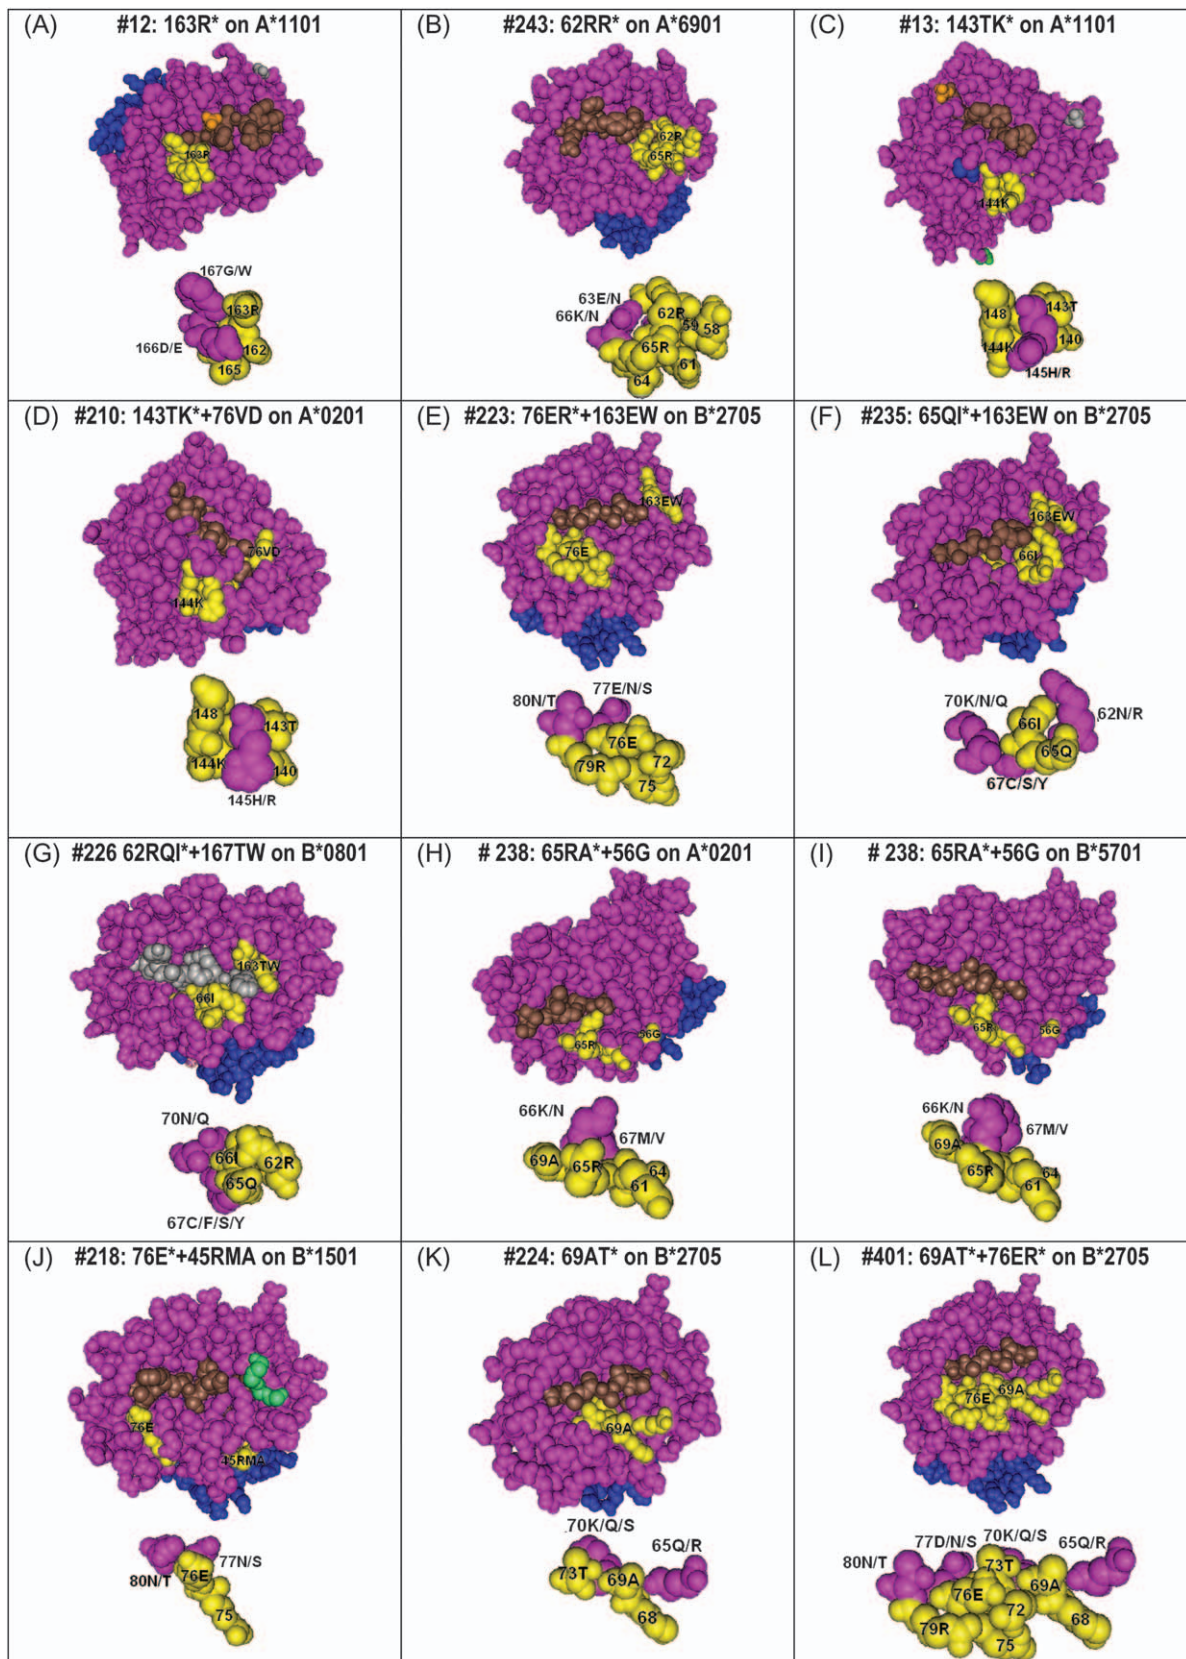 (A) #12: 163R* on A*1101
163R
167G/W
163R
166D/E
162
165
(B) #243: 62RR* on A*6901
62R
65R
63E/N
66K/N
62R
59
58
65R
64
61
(C) #13: 143TK* on A*1101
144K
148
143T
144K
140
145H/R
(D) #210: 143TK*+76VD on A*0201
76VD
144K
148
143T
144K
140
145H/R
(E) #223: 76ER*+163EW on B*2705
163EW
76E
77E/N/S
80N/T
76E
79R
72
75
(F) #235: 65QI*+163EW on B*2705
163EW
66I
70K/N/Q
62N/R
66I
65Q
67C/S/Y
(G) #226 62RQI*+167TW on B*0801
163TW
66I
70N/Q
66I
62R
65Q
67C/F/S/Y
(H) # 238: 65RA*+56G on A*0201
56G
65R
66K/N
67M/V
69A
65R
64
61
(I) # 238: 65RA*+56G on B*5701
65R
56G
66K/N
67M/V
69A
65R
64
61
(J) #218: 76E*+45RMA on B*1501
76E
45RMA
77N/S
80N/T
76E
75
(K) #224: 69AT* on B*2705
69A
70K/Q/S
65Q/R
73T
69A
68
(L) #401: 69AT*+76ER* on B*2705
69A
76E
70K/Q/S
77D/N/S
65Q/R
80N/T
73T
76E
69A
72
68
79R
75